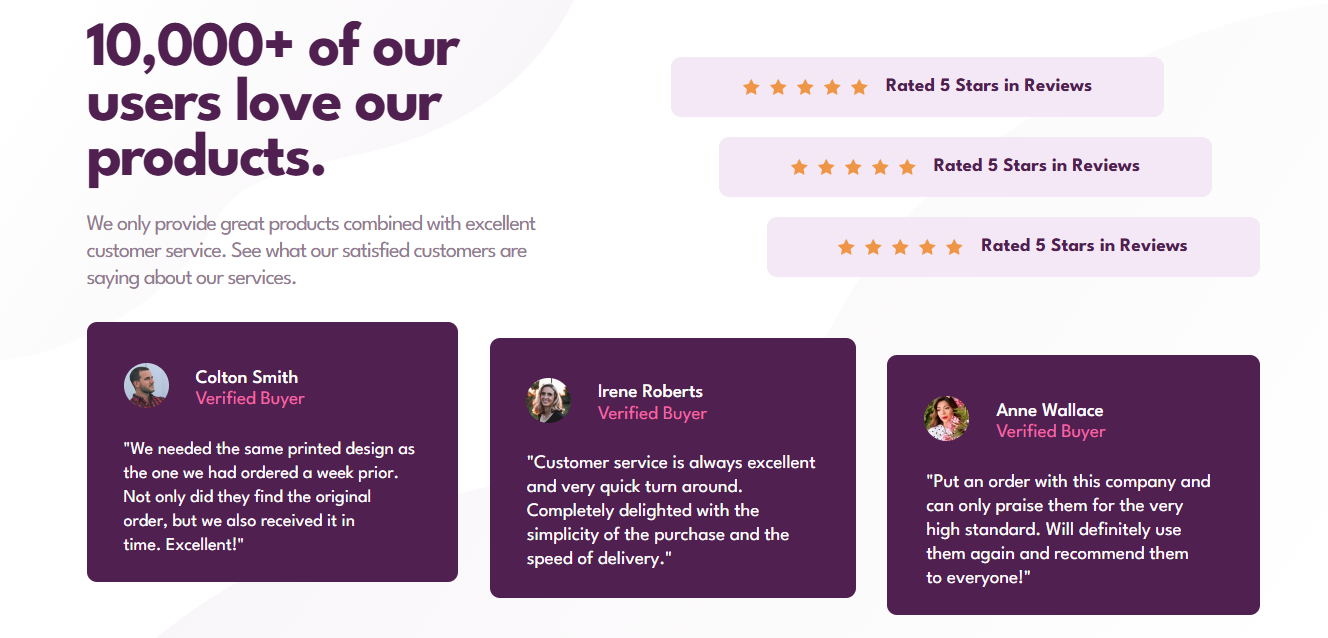 10,000+ of our
users love our
products.
We only provide great products combined with excellent
customer service. See what our satisfied customers are
saying about our services.
Rated 5 Stars in Reviews
Rated 5 Stars in Reviews
Rated 5 Stars in Reviews
Colton Smith
Verified Buyer
"We needed the same printed design as
the one we had ordered a week prior.
Not only did they find the original
order, but we also received it in
time. Excellent!"
Irene Roberts
Verified Buyer
"Customer service is always excellent
and very quick turn around.
Completely delighted with the
simplicity of the purchase and the
speed of delivery."
Anne Wallace
Verified Buyer
"Put an order with this company and
can only praise them for the very
high standard. Will definitely use
them again and recommend them
to everyone!"